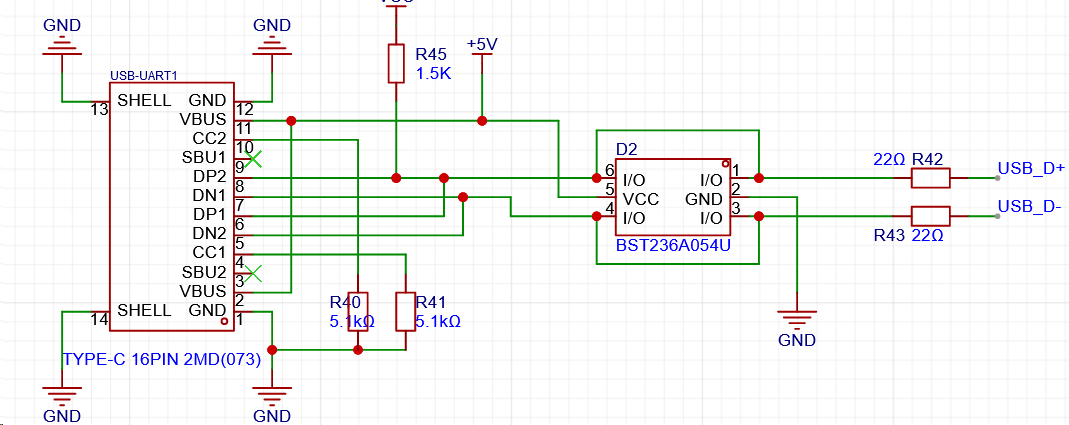 GND
GND
R45
1.5K
+5V
USB-UART1
13
SHELL
GND
12
VBUS
11
CC2
10
SBU1
9
DP2
8
DN1
7
DP1
6
DN2
5
CC1
4
SBU2
3
VBUS
2
SHELL
GND
14
1
TYPE-C 16PIN 2MD(073)
GND
GND
R40
5.1kΩ
R41
5.1kΩ
D2
6
I/O
I/O
1
5
VCC
GND
2
4
I/O
I/O
3
BST236A054U
GND
22Ω R42
USB_D+
USB_D-
R43 22Ω